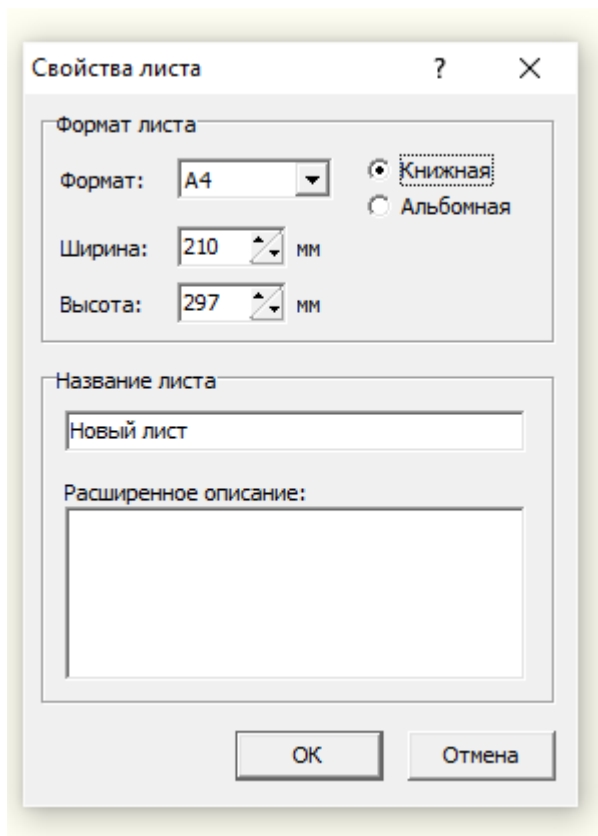 Свойства листа ?
Формат листа
Формат: A4 Книжная
Альбомная
Ширина: 210 мм
Высота: 297 мм
Название листа
Новый лист
Расширенное описание:
OK Отмена